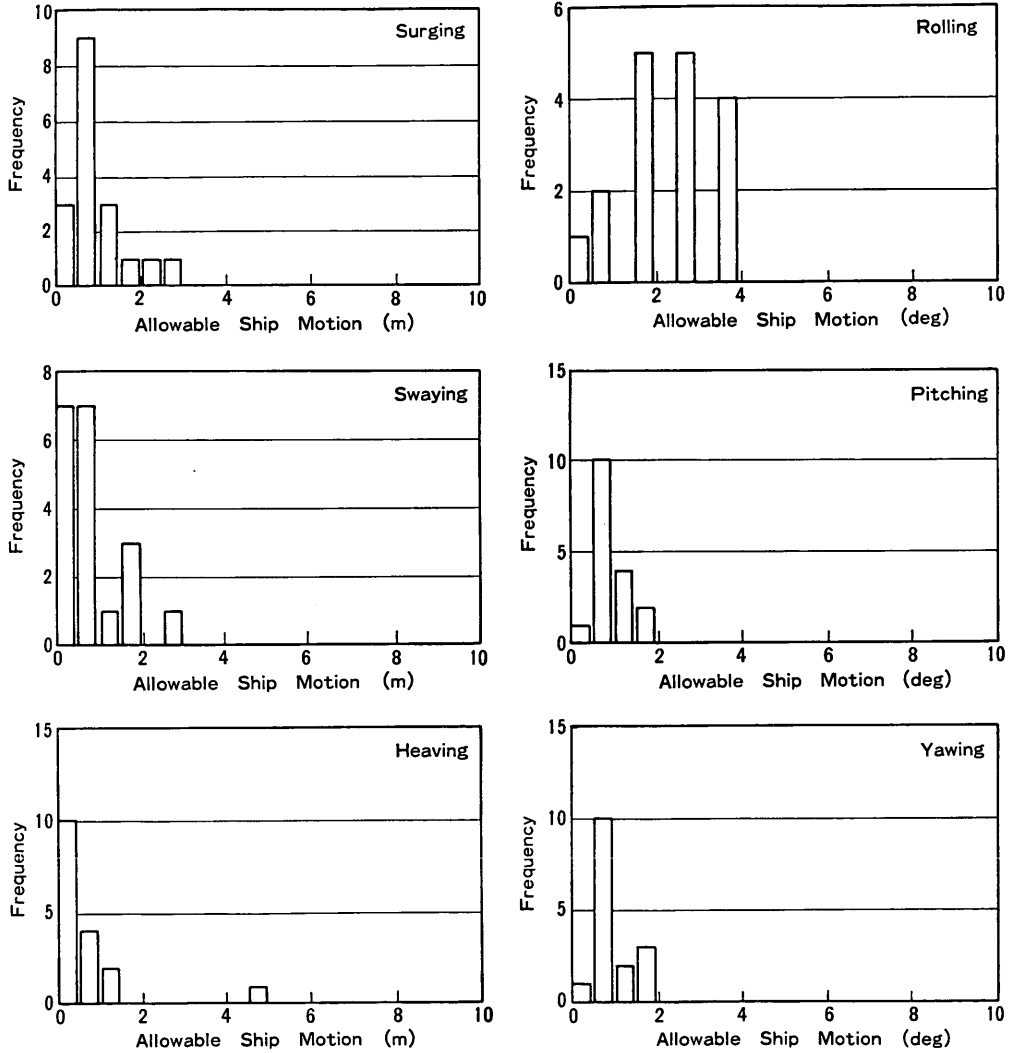 Surging
Frequency
10
8
6
4
2
0
0 2 4 6 8 10
Allowable Ship Motion (m)
Rolling
Frequency
6
4
2
0
0 2 4 6 8 10
Allowable Ship Motion (deg)
Swaying
Frequency
8
6
4
2
0
0 2 4 6 8 10
Allowable Ship Motion (m)
Pitching
Frequency
15
10
5
0
0 2 4 6 8 10
Allowable Ship Motion (deg)
Heaving
Frequency
15
10
5
0
0 2 4 6 8 10
Allowable Ship Motion (m)
Yawing
Frequency
15
10
5
0
0 2 4 6 8 10
Allowable Ship Motion (deg)